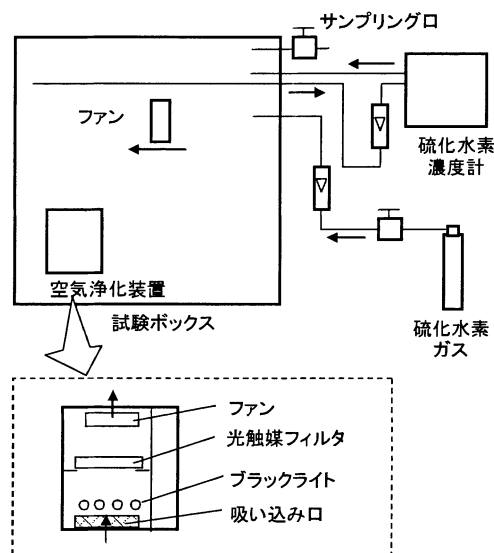 サンプリング口
ファン
硫化水素
濃度計
空気浄化装置
試験ボックス
硫化水素
ガス
ファン
光触媒フィルタ
ブラックライト
吸い込み口